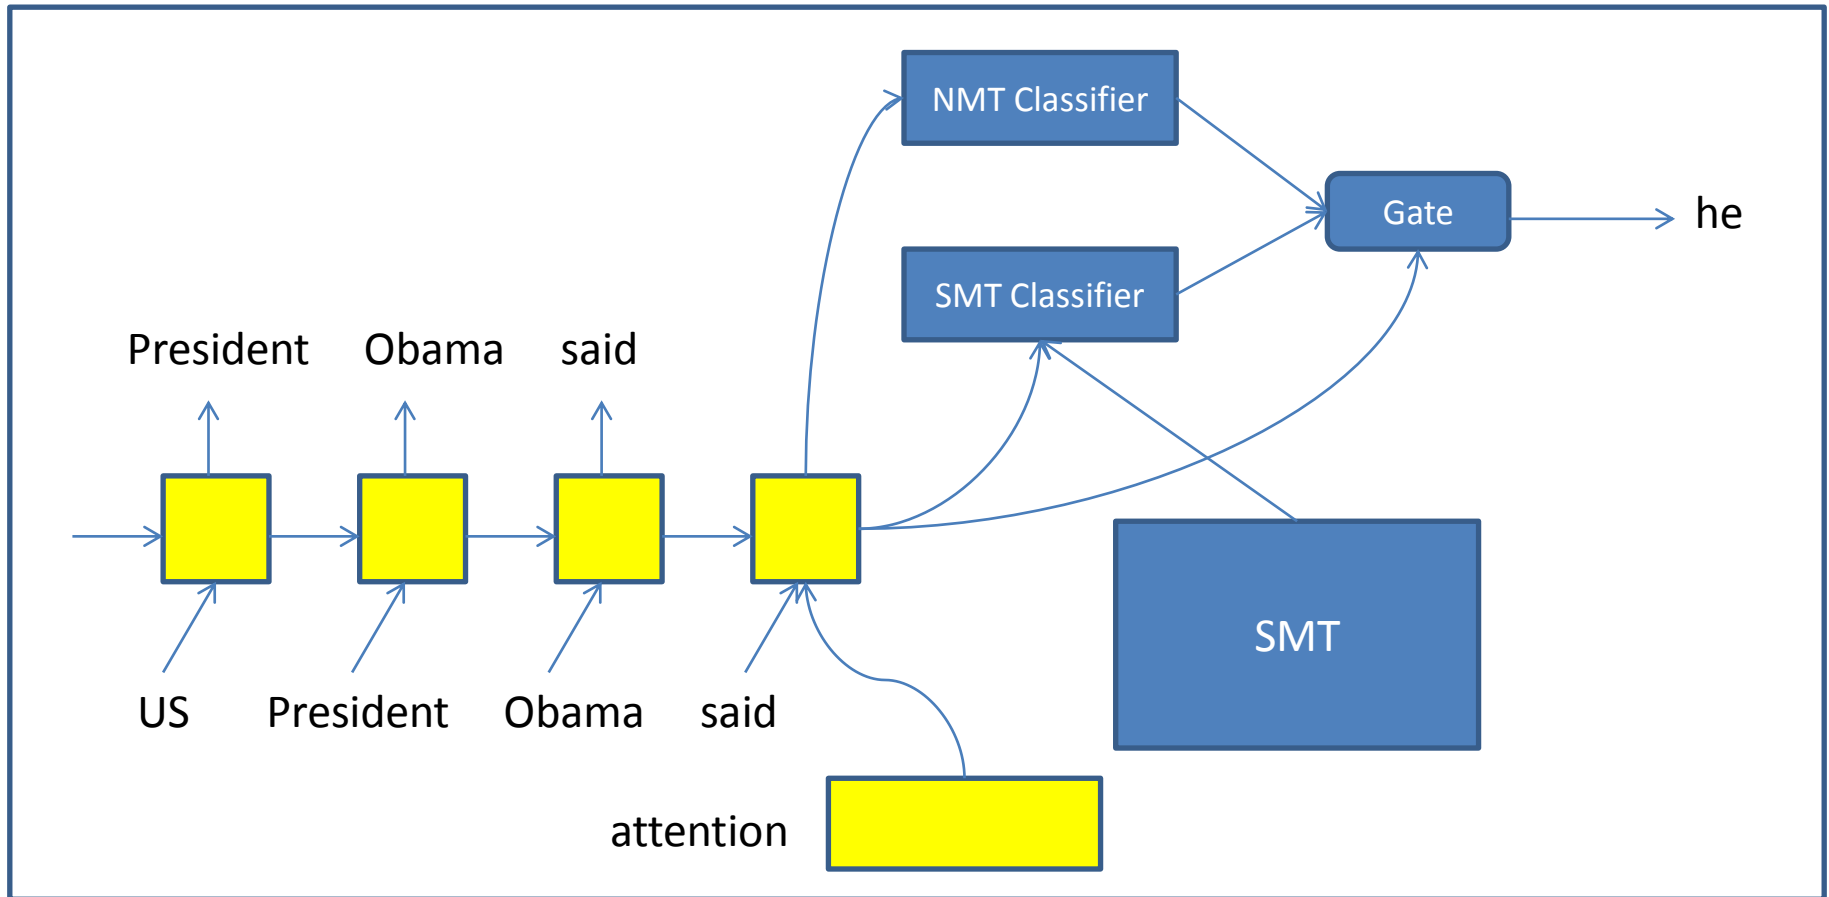 NMT Classifier
Gate
he
SMT Classifier
President Obama said
SMT
US President Obama said
attention